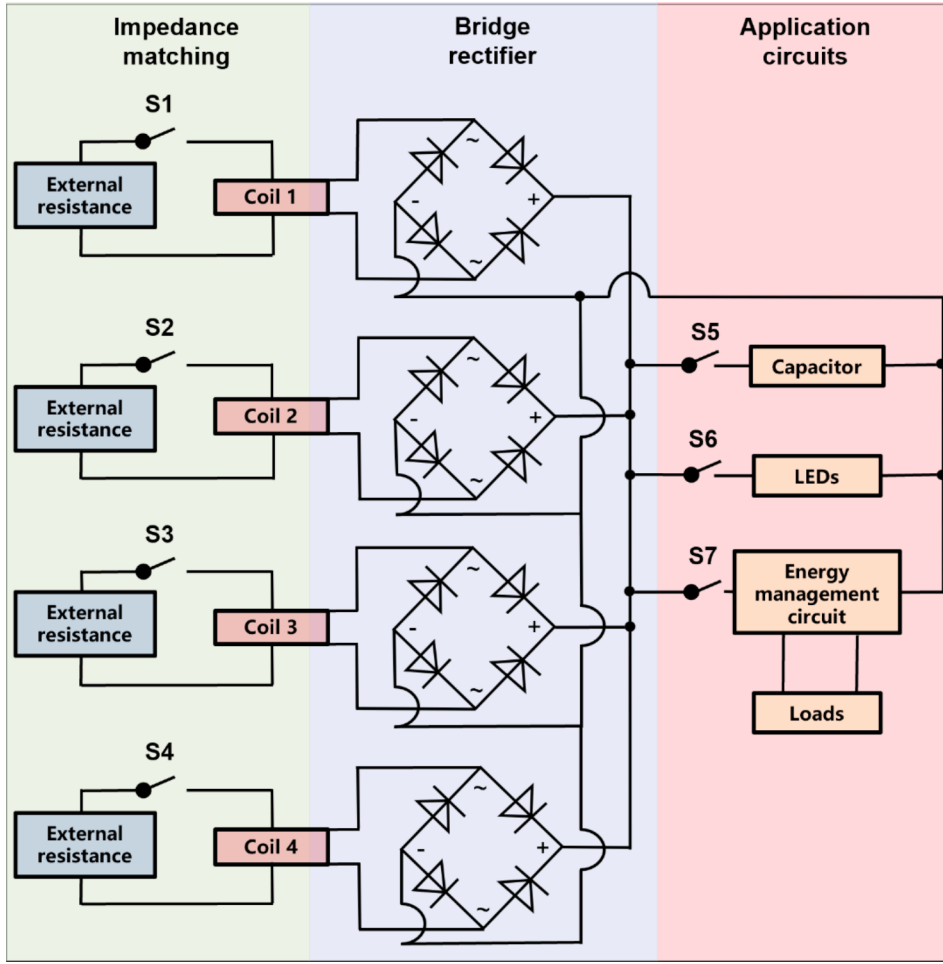 Impedance
matching
Bridge
rectifier
Application
circuits
S1
External
resistance
Coil 1
~
-
+
~
S2
External
resistance
Coil 2
~
-
+
~
S5
Capacitor
S6
LEDs
S3
External
resistance
Coil 3
~
-
+
~
S7
Energy
management
circuit
Loads
S4
External
resistance
Coil 4
~
-
+
~